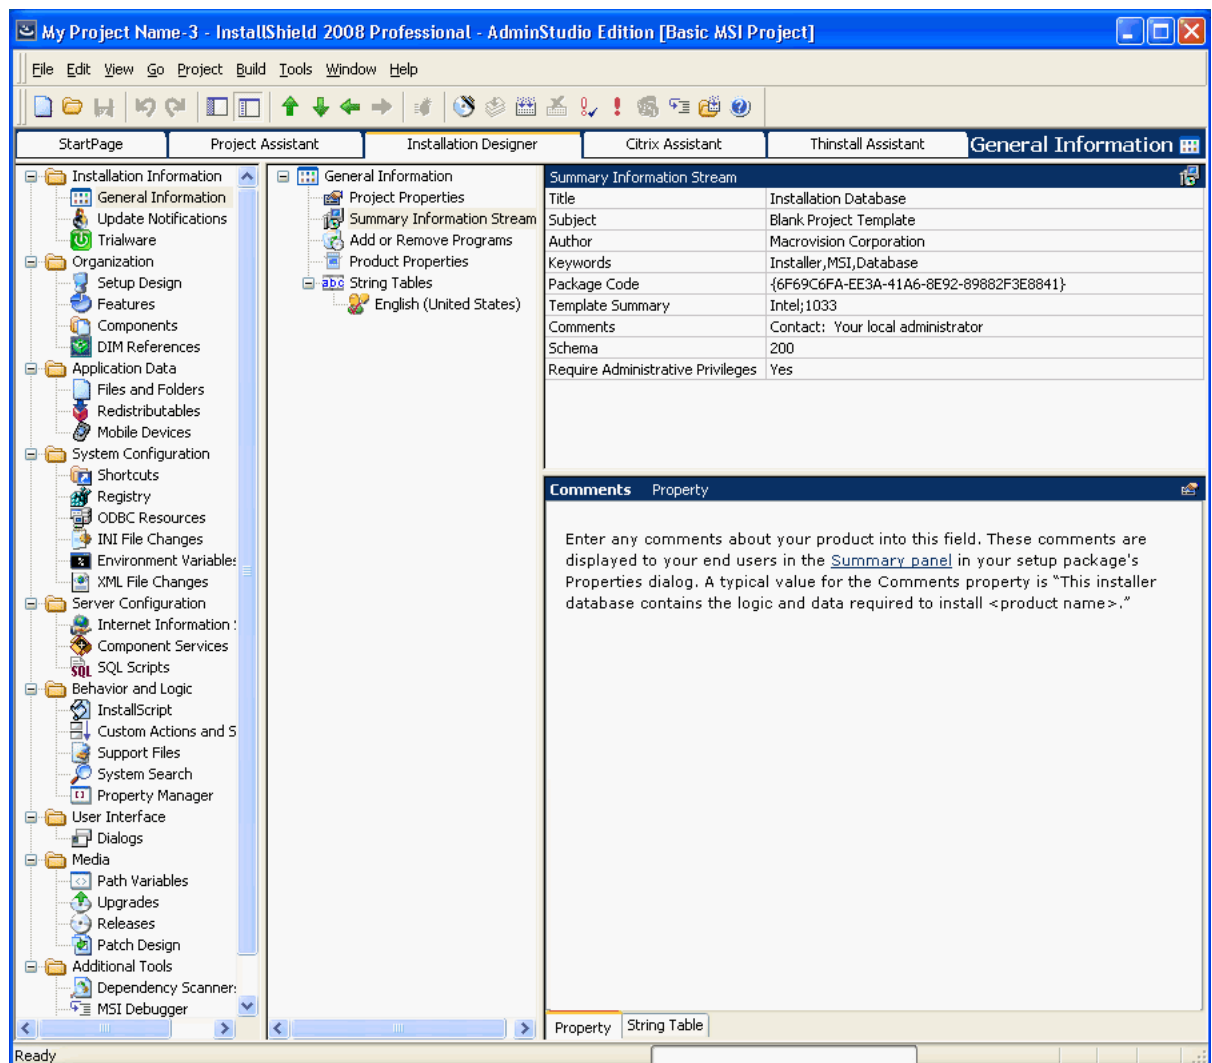 My Project Name-3 - InstallShield 2008 Professional - AdminStudio Edition [Basic MSI Project]
File Edit View Go Project Build Tools Window Help
StartPage Project Assistant Installation Designer Citrix Assistant Thinstall Assistant General Information
Installation Information
General Information
Update Notifications
Trialware
Organization
Setup Design
Features
Components
DIM References
Application Data
Files and Folders
Redistributables
Mobile Devices
System Configuration
Shortcuts
Registry
ODBC Resources
INI File Changes
Environment Variables
XML File Changes
Server Configuration
Internet Information
Component Services
SQL Scripts
Behavior and Logic
InstallScript
Custom Actions and S
Support Files
System Search
Property Manager
User Interface
Dialogs
Media
Path Variables
Upgrades
Releases
Patch Design
Additional Tools
Dependency Scanners
MSI Debugger
General Information
Project Properties
Summary Information Stream
Add or Remove Programs
Product Properties
abc String Tables
English (United States)
Summary Information Stream
Title Installation Database
Subject Blank Project Template
Author Macrovision Corporation
Keywords Installer,MSI,Database
Package Code {6F69C6FA-EE3A-41A6-8E92-89882F3E8841}
Template Summary Intel;1033
Comments Contact: Your local administrator
Schema 200
Require Administrative Privileges Yes
Comments Property
Enter any comments about your product into this field. These comments are
displayed to your end users in the Summary panel in your setup package's
Properties dialog. A typical value for the Comments property is "This installer
database contains the logic and data required to install <product name>."
Property String Table
Ready